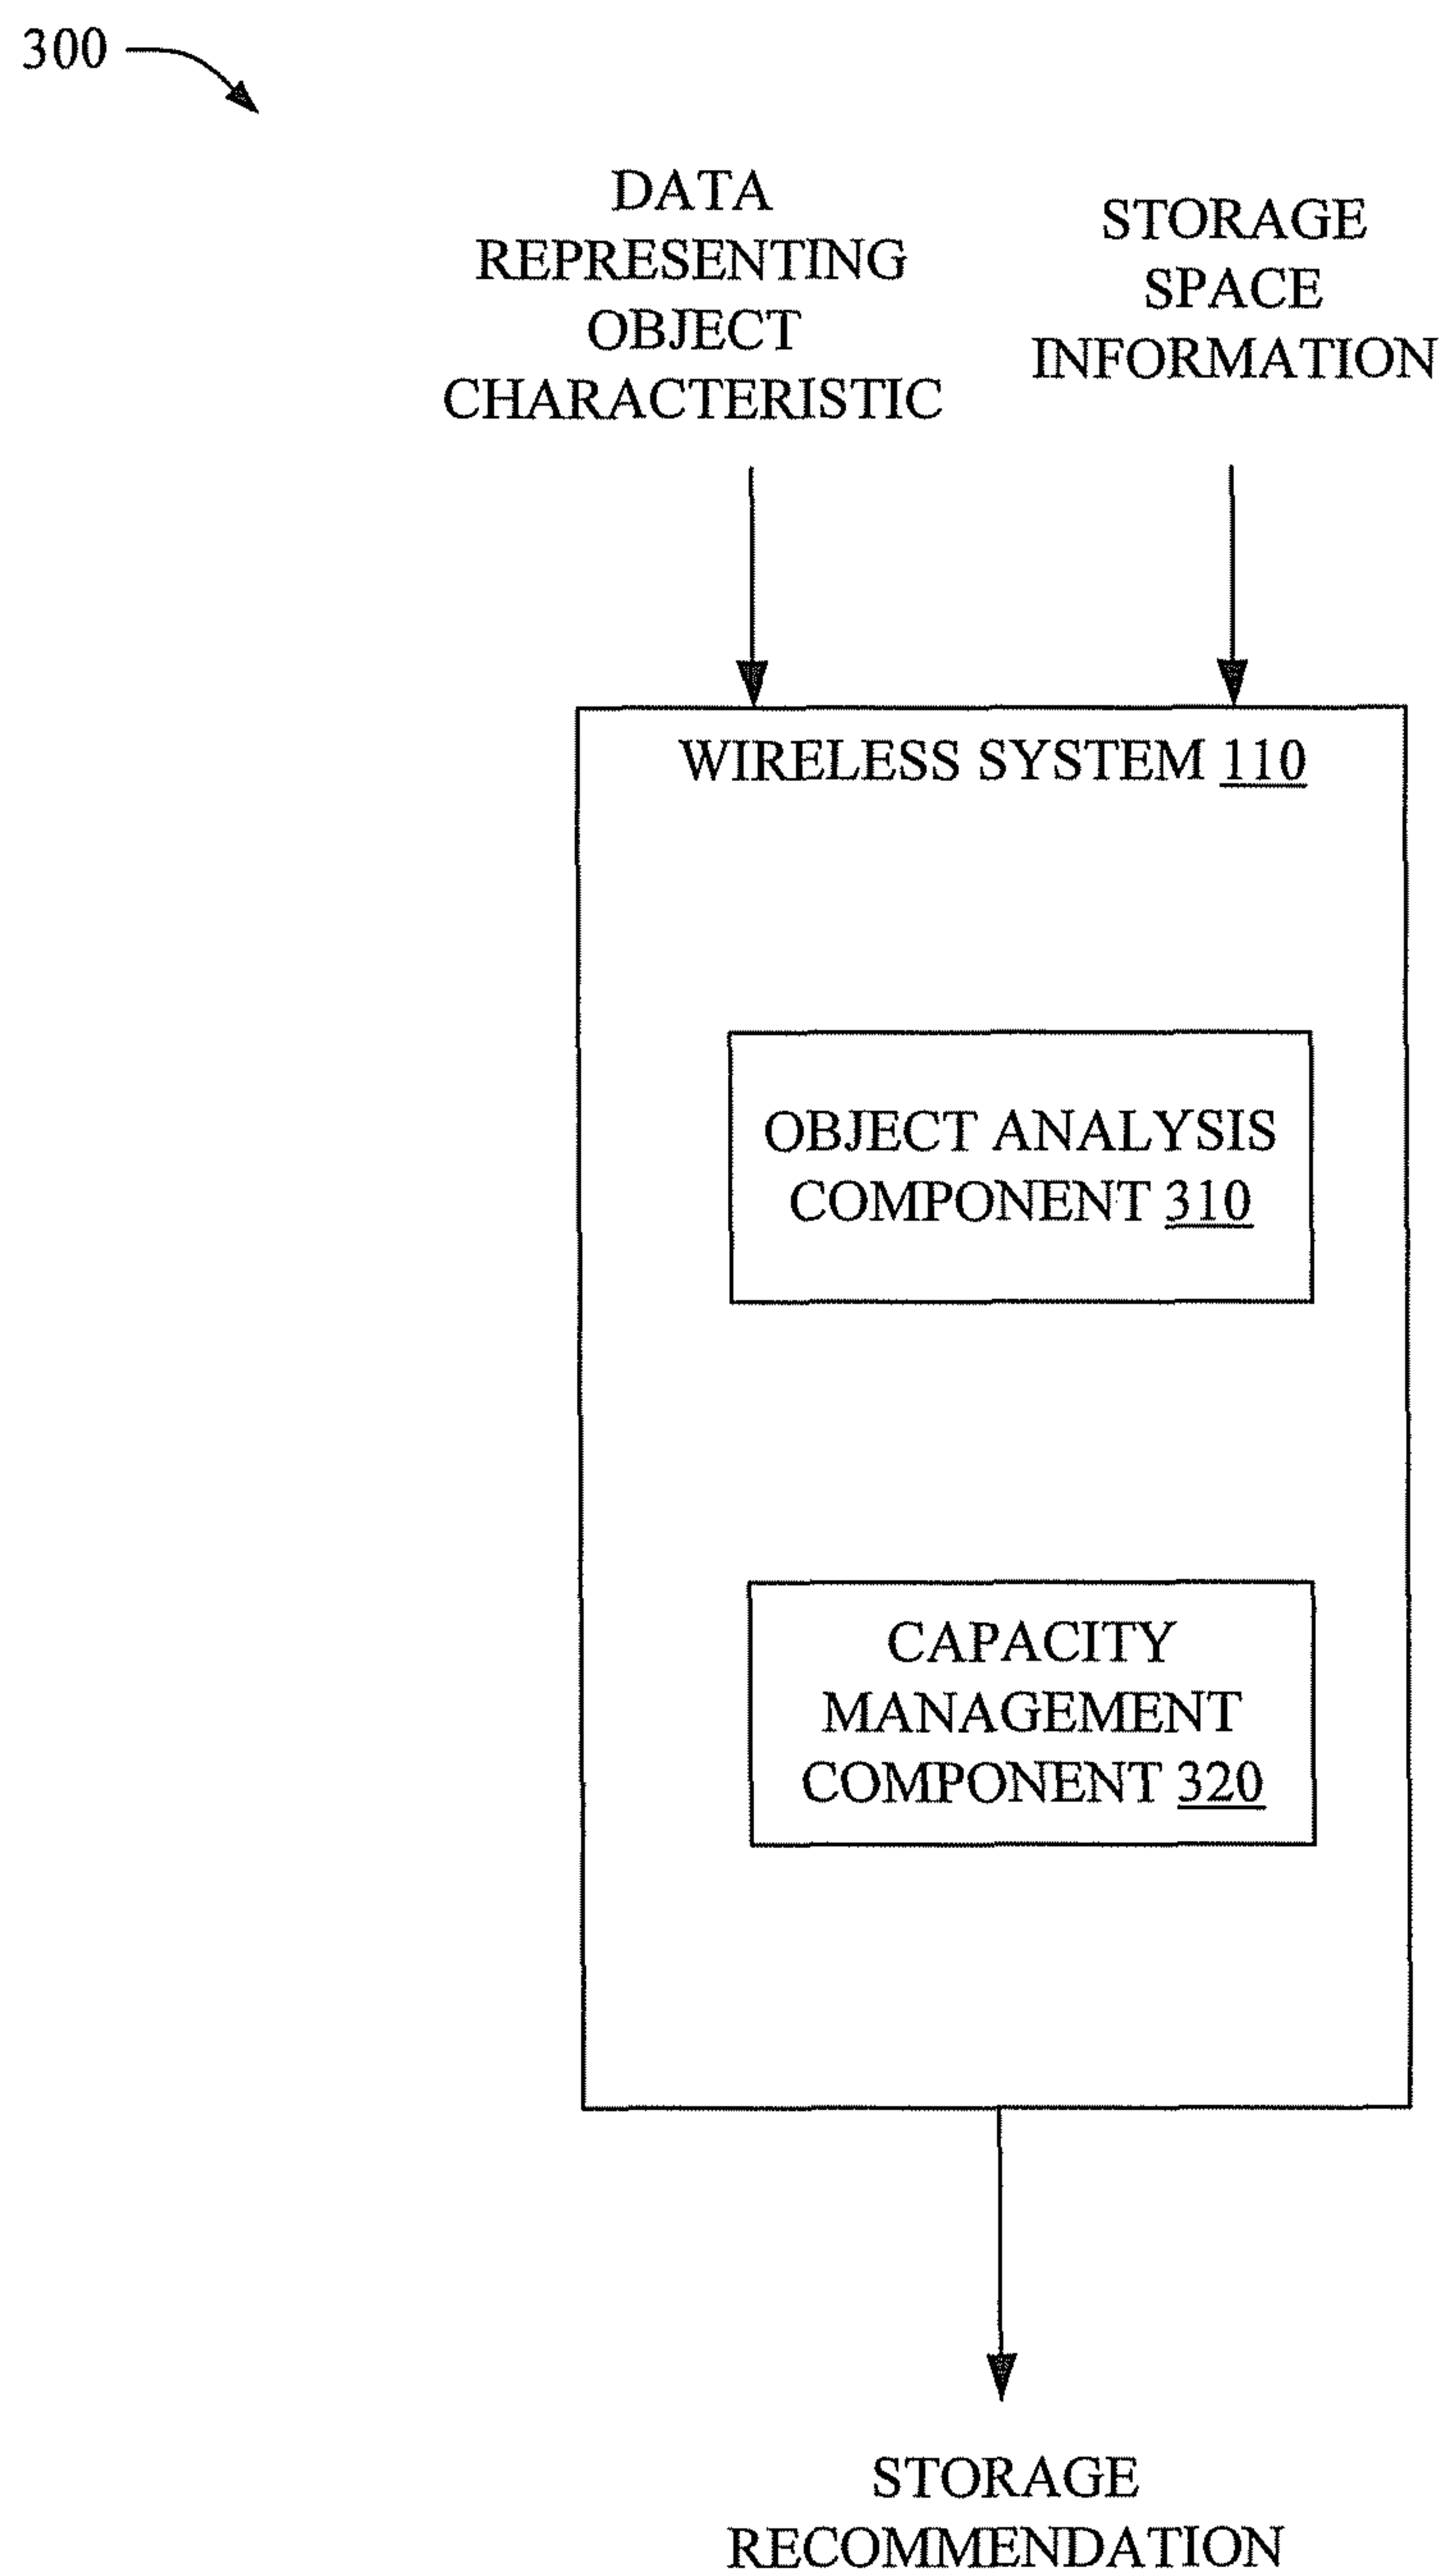 300
DATA
REPRESENTING
OBJECT
CHARACTERISTIC
STORAGE
SPACE
INFORMATION
WIRELESS SYSTEM 110
OBJECT ANALYSIS
COMPONENT 310
CAPACITY
MANAGEMENT
COMPONENT 320
STORAGE
RECOMMENDATION